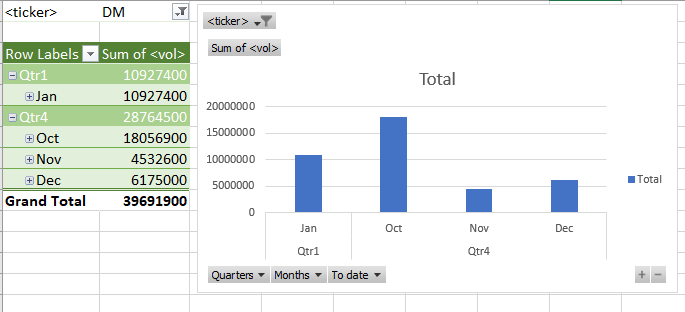 <ticker> DM
Row Labels Sum of <vol>
Qtr1 10927400
Jan 10927400
Qtr4 28764500
Oct 18056900
Nov 4532600
Dec 6175000
Grand Total 39691900
<ticker>
Sum of <vol>
Total
20000000
15000000
10000000
5000000
0
Jan Oct Nov Dec
Qtr1 Qtr4
Total
Quarters Months To date